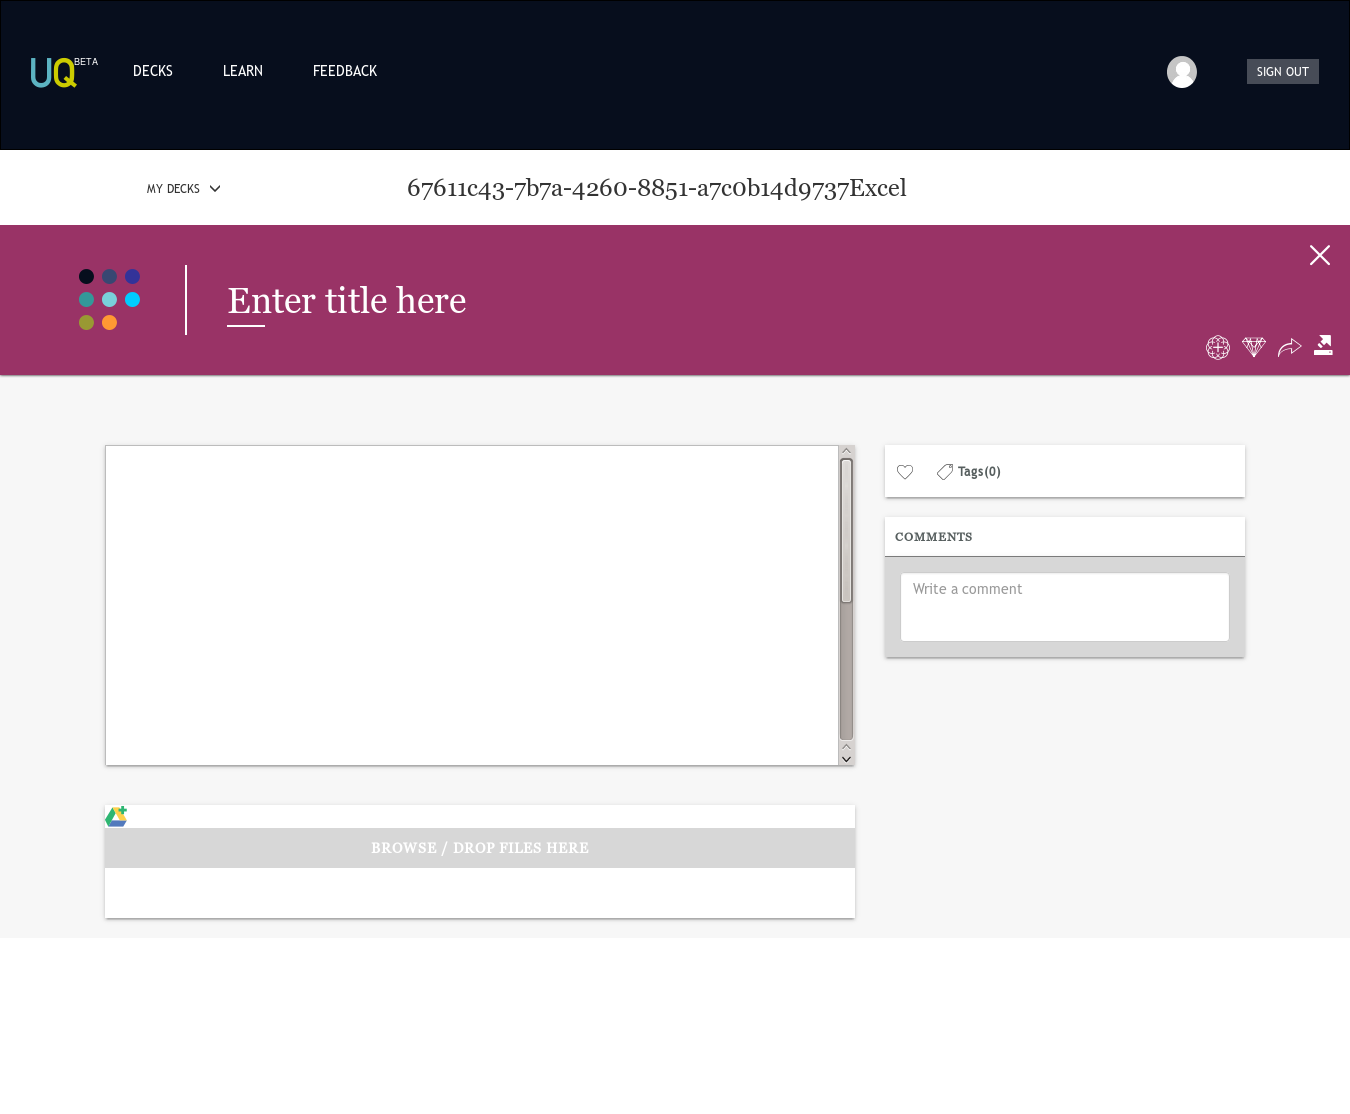 UQ BETA
DECKS LEARN FEEDBACK
SIGN OUT
MY DECKS
67611c43-7b7a-4260-8851-a7c0b14d9737Excel
Enter title here
Tags(0)
COMMENTS
Write a comment
BROWSE / DROP FILES HERE